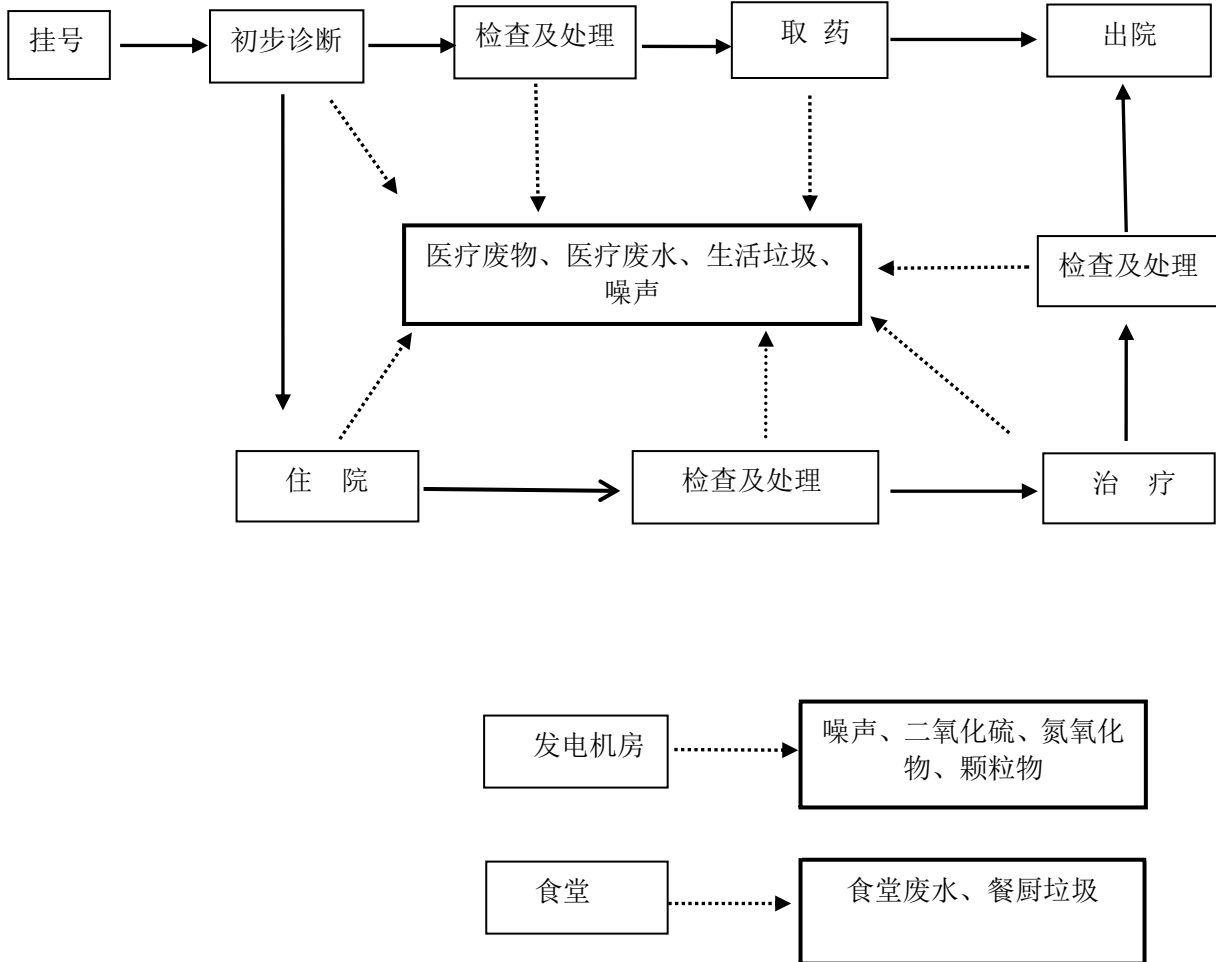 挂号
初步诊断
检查及处理
取 药
出院
医疗废物、医疗废水、生活垃圾、
噪声
检查及处理
住 院
检查及处理
治 疗
发电机房
噪声、二氧化硫、氮氧化
物、颗粒物
食堂
食堂废水、餐厨垃圾